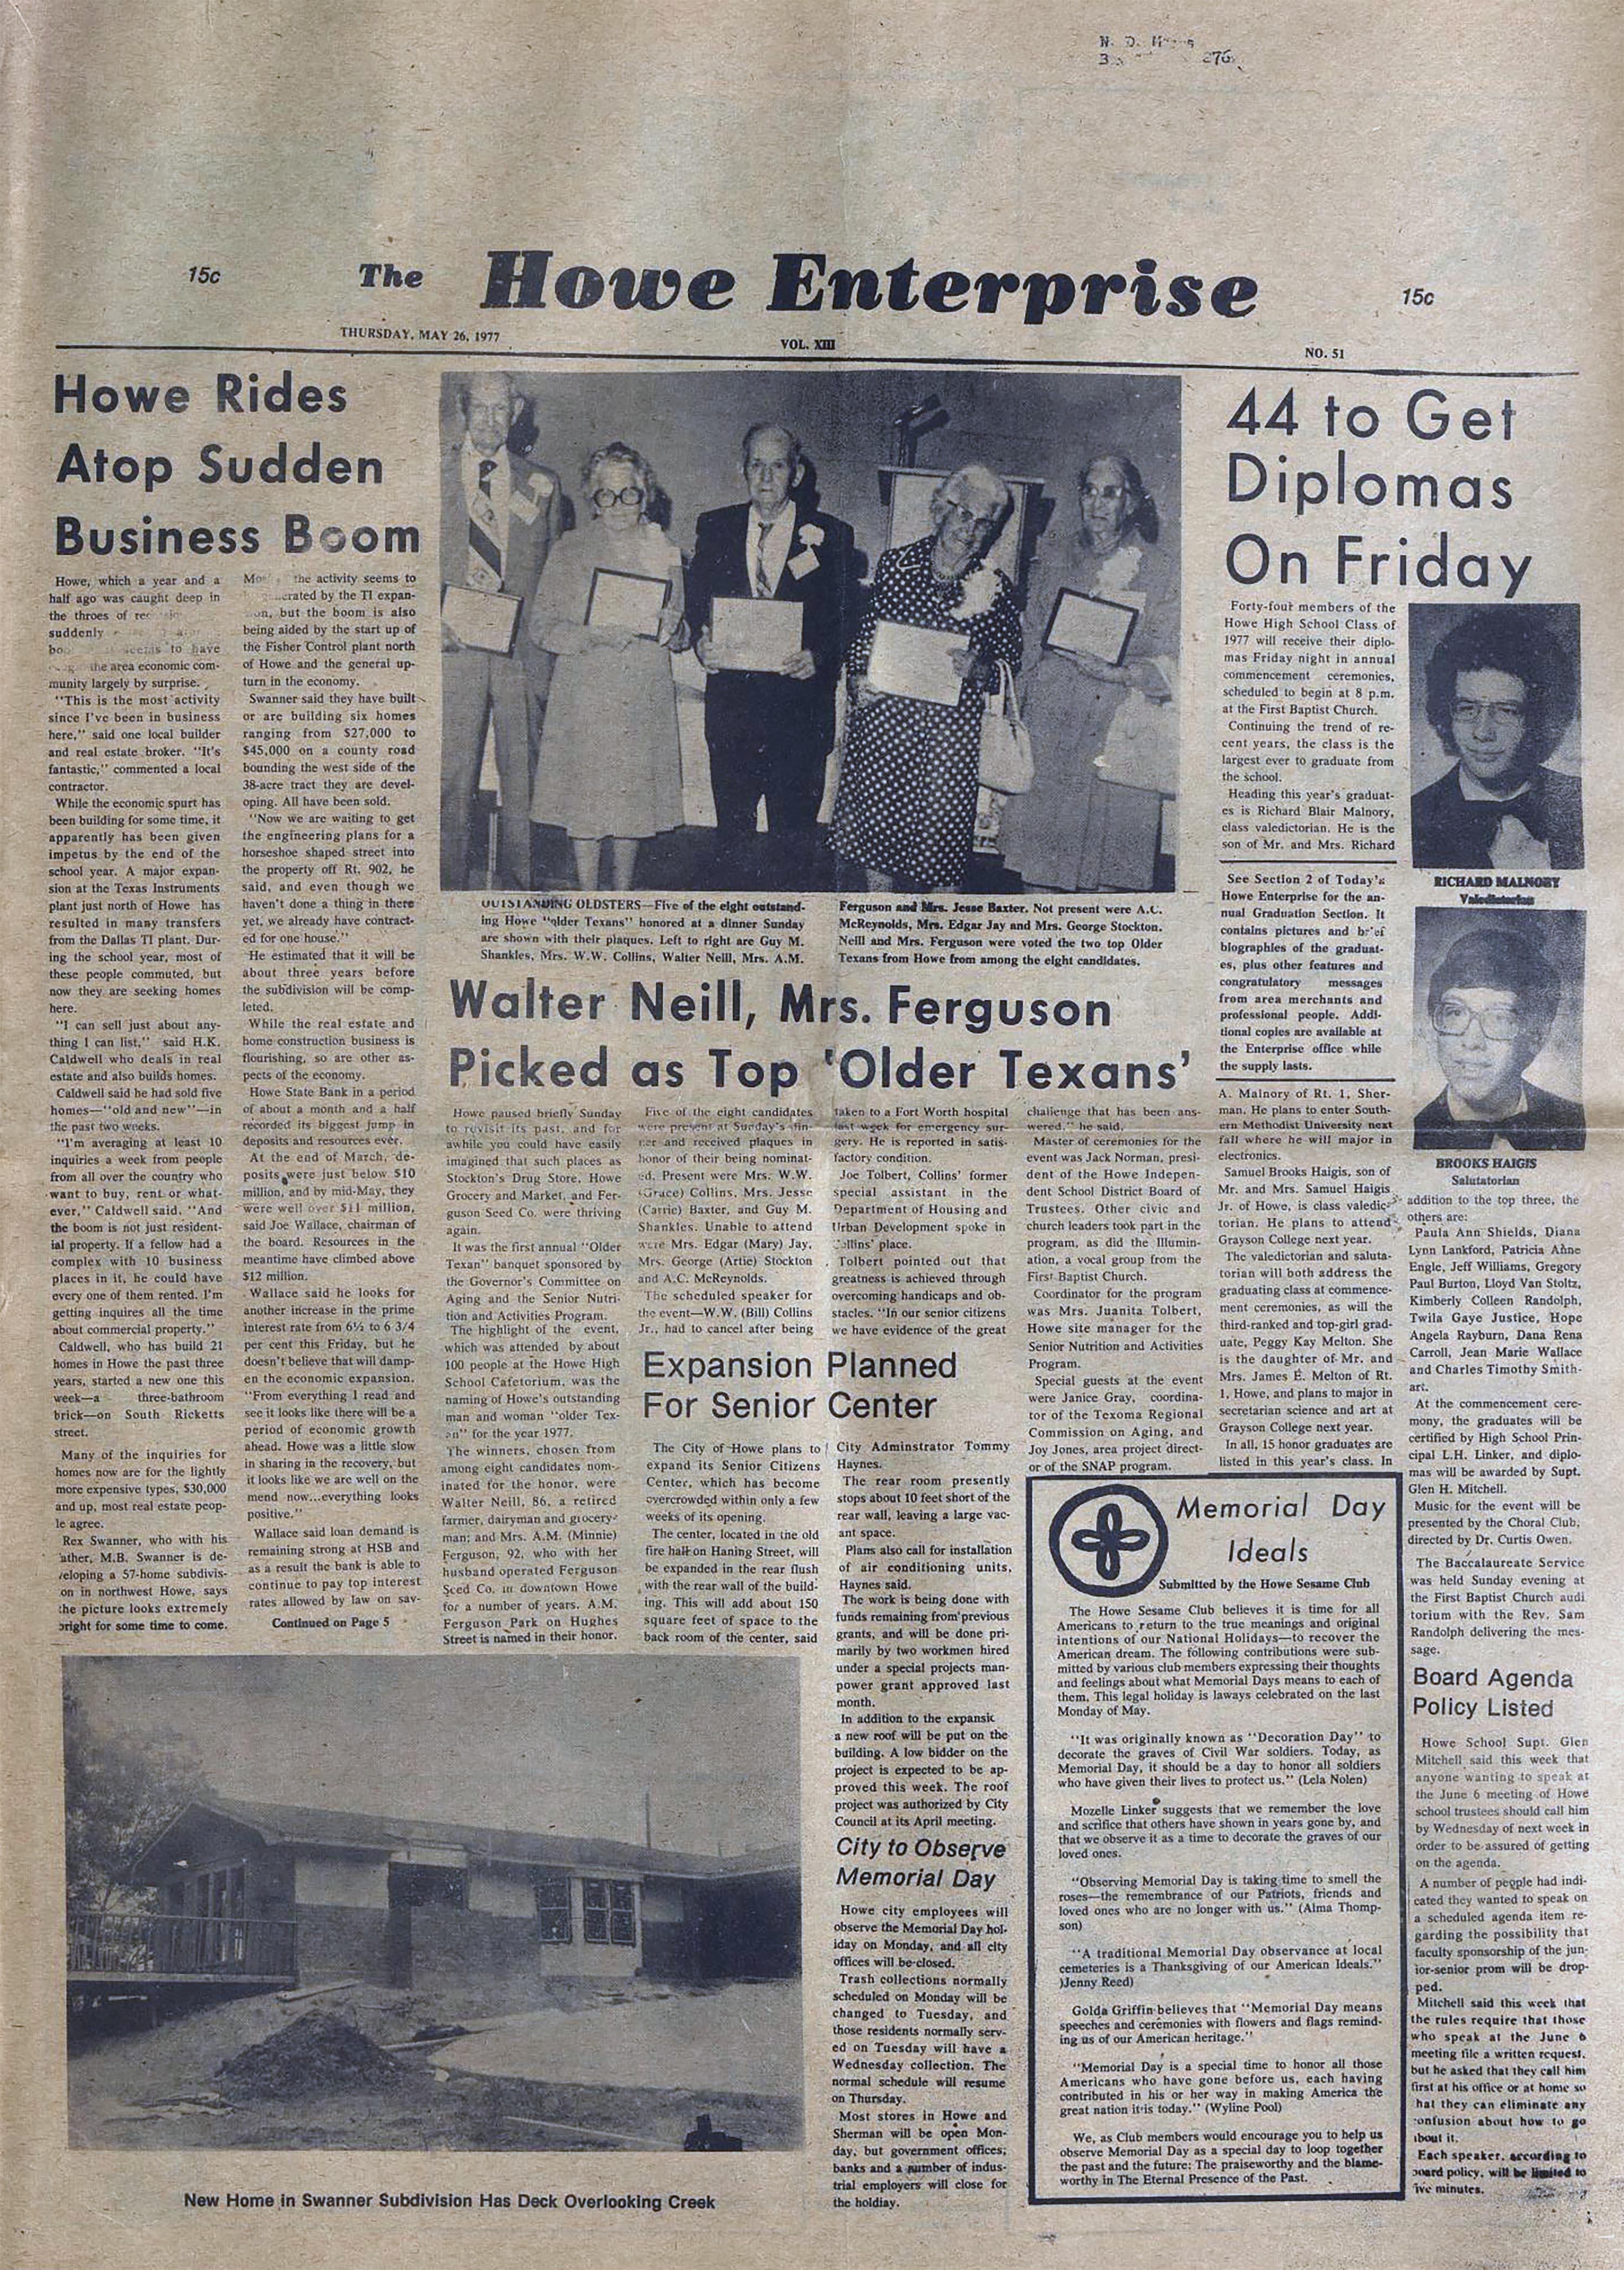 15c
The Howe Enterprise
15c
THURSDAY, MAY 26, 1977
VOL. XIII
NO. 51
Howe Rides
Atop Sudden
Business Boom
Howe, which a year and a
half ago was caught deep in
the throes of
suddenly
to have
the area economic com-
munity largely by surprise.
"This is the most activity
since I've been in business
here," said one local builder
and real estate broker. "It's
fantastic," commented a local
contractor.
While the economic spurt has
been building for some time, it
apparently has been given
impetus by the end of the
school year. A major expan-
sion at the Texas Instruments
plant just north of Howe has
resulted in many transfers
from the Dallas TI plant. Dur-
ing the school year, most of
these people commuted, but
now they are seeking homes
here.
"I can sell just about any-
thing I can list," said H.K.
Caldwell who deals in real
estate and also builds homes.
Caldwell said he had sold five
homes—"old and new"—in
the past two weeks.
"I'm averaging at least 10
inquiries a week from people
from all over the country who
want to buy, rent or what-
ever," Caldwell said. "And
the boom is not just resident-
ial property. If a fellow had a
complex with 10 business
places in it, he could have
every one of them rented. I'm
getting inquires all the time
about commercial property."
Caldwell, who has build 21
homes in Howe the past three
years, started a new one this
week—a three-bathroom
brick—on South Ricketts
street.
Many of the inquiries for
homes now are for the lightly
more expensive types, $30,000
and up, most real estate peop-
le agree.
Rex Swanner, who with his
father, M.B. Swanner is de-
veloping a 57-home subdivis-
on in northwest Howe, says
the picture looks extremely
bright for some time to come.
the activity seems to
by the TI expan-
but the boom is also
being aided by the start up of
the Fisher Control plant north
of Howe and the general up-
turn in the economy.
Swanner said they have built
or are building six homes
ranging from $27,000 to
$45,000 on a county road
bounding the west side of the
38-acre tract they are devel-
oping. All have been sold.
"Now we are waiting to get
the engineering plans for a
horseshoe shaped street into
the property off Rt. 902, he
said, and even though we
haven't done a thing in there
yet, we already have contract-
ed for one house."
He estimated that it will be
about three years before
the subdivision will be comp-
leted.
While the real estate and
home construction business is
flourishing, so are other as-
pects of the economy.
Howe State Bank in a period
of about a month and a half
recorded its biggest jump in
deposits and resources ever.
At the end of March, de-
posits were just below $10
million, and by mid-May, they
were well over $11 million,
said Joe Wallace, chairman of
the board. Resources in the
meantime have climbed above
$12 million.
Wallace said he looks for
another increase in the prime
interest rate from 6½ to 6 3/4
per cent this Friday, but he
doesn't believe that will damp-
en the economic expansion.
"From everything I read and
see it looks like there will be a
period of economic growth
ahead. Howe was a little slow
in sharing in the recovery, but
it looks like we are well on the
mend now...everything looks
positive."
Wallace said loan demand is
remaining strong at HSB and
as a result the bank is able to
continue to pay top interest
rates allowed by law on sav-
Continued on Page 5
OUTSTANDING OLDSTERS—Five of the eight outstand-
ing Howe "older Texans" honored at a dinner Sunday
are shown with their plaques. Left to right are Guy M.
Shankles, Mrs. W.W. Collins, Walter Neill, Mrs. A.M.
Ferguson and Mrs. Jesse Baxter. Not present were A.C.
McReynolds, Mrs. Edgar Jay and Mrs. George Stockton.
Neill and Mrs. Ferguson were voted the two top Older
Texans from Howe from among the eight candidates.
Walter Neill, Mrs. Ferguson
Picked as Top 'Older Texans'
Howe paused briefly Sunday
to revisit its past, and for
awhile you could have easily
imagined that such places as
Stockton's Drug Store, Howe
Grocery and Market, and Fer-
guson Seed Co. were thriving
again.
It was the first annual "Older
Texan" banquet sponsored by
the Governor's Committee on
Aging and the Senior Nutri-
tion and Activities Program.
The highlight of the event,
which was attended by about
100 people at the Howe High
School Cafetorium, was the
naming of Howe's outstanding
man and woman "older Tex-
an" for the year 1977.
The winners, chosen from
among eight candidates nom-
inated for the honor, were
Walter Neill, 86, a retired
farmer, dairyman and grocery-
man; and Mrs. A.M. (Minnie)
Ferguson, 92, who with her
husband operated Ferguson
Seed Co. in downtown Howe
for a number of years. A.M.
Ferguson Park on Hughes
Street is named in their honor.
Five of the eight candidates
were present at Sunday's din-
ner and received plaques in
honor of their being nominat-
ed. Present were Mrs. W.W.
(Grace) Collins, Mrs. Jesse
(Carrie) Baxter, and Guy M.
Shankles. Unable to attend
were Mrs. Edgar (Mary) Jay,
Mrs. George (Artie) Stockton
and A.C. McReynolds.
The scheduled speaker for
the event—W.W. (Bill) Collins
Jr., had to cancel after being
taken to a Fort Worth hospital
last week for emergency sur-
gery. He is reported in satis-
factory condition.
Joe Tolbert, Collins' former
special assistant in the
Department of Housing and
Urban Development spoke in
Collins' place.
Tolbert pointed out that
greatness is achieved through
overcoming handicaps and ob-
stacles. "In our senior citizens
we have evidence of the great
challenge that has been ans-
wered," he said.
Master of ceremonies for the
event was Jack Norman, presi-
dent of the Howe Indepen-
dent School District Board of
Trustees. Other civic and
church leaders took part in the
program, as did the Illumin-
ation, a vocal group from the
First Baptist Church.
Coordinator for the program
was Mrs. Juanita Tolbert,
Howe site manager for the
Senior Nutrition and Activities
Program.
Special guests at the event
were Janice Gray, coordina-
tor of the Texoma Regional
Commission on Aging, and
Joy Jones, area project direct-
or of the SNAP program.
Expansion Planned
For Senior Center
The City of Howe plans to
expand its Senior Citizens
Center, which has become
overcrowded within only a few
weeks of its opening.
The center, located in the old
fire hall on Haning Street, will
be expanded in the rear flush
with the rear wall of the build-
ing. This will add about 150
square feet of space to the
back room of the center, said
City Adminstrator Tommy
Haynes.
The rear room presently
stops about 10 feet short of the
rear wall, leaving a large vac-
ant space.
Plans also call for installation
of air conditioning units,
Haynes said.
The work is being done with
funds remaining from previous
grants, and will be done pri-
marily by two workmen hired
under a special projects man-
power grant approved last
month.
In addition to the expansic
a new roof will be put on the
building. A low bidder on the
project is expected to be ap-
proved this week. The roof
project was authorized by City
Council at its April meeting.
City to Observe
Memorial Day
Howe city employees will
observe the Memorial Day hol-
iday on Monday, and all city
offices will be closed.
Trash collections normally
scheduled on Monday will be
changed to Tuesday, and
those residents normally serv-
ed on Tuesday will have a
Wednesday collection. The
normal schedule will resume
on Thursday.
Most stores in Howe and
Sherman will be open Mon-
day, but government offices,
banks and a number of indus-
trial employers will close for
the holdiay.
New Home in Swanner Subdivision Has Deck Overlooking Creek
Memorial Day
Ideals
Submitted by the Howe Sesame Club
The Howe Sesame Club believes it is time for all
Americans to return to the true meanings and original
intentions of our National Holidays—to recover the
American dream. The following contributions were sub-
mitted by various club members expressing their thoughts
and feelings about what Memorial Days means to each of
them. This legal holiday is laways celebrated on the last
Monday of May.
"It was originally known as "Decoration Day" to
decorate the graves of Civil War soldiers. Today, as
Memorial Day, it should be a day to honor all soldiers
who have given their lives to protect us." (Lela Nolen)
Mozelle Linker suggests that we remember the love
and scrifice that others have shown in years gone by, and
that we observe it as a time to decorate the graves of our
loved ones.
"Observing Memorial Day is taking time to smell the
roses—the remembrance of our Patriots, friends and
loved ones who are no longer with us." (Alma Thomp-
son)
"A traditional Memorial Day observance at local
cemeteries is a Thanksgiving of our American Ideals."
)Jenny Reed)
Golda Griffin believes that "Memorial Day means
speeches and ceremonies with flowers and flags remind-
ing us of our American heritage."
"Memorial Day is a special time to honor all those
Americans who have gone before us, each having
contributed in his or her way in making America the
great nation it is today." (Wyline Pool)
We, as Club members would encourage you to help us
observe Memorial Day as a special day to loop together
the past and the future: The praiseworthy and the blame-
worthy in The Eternal Presence of the Past.
44 to Get
Diplomas
On Friday
Forty-four members of the
Howe High School Class of
1977 will receive their diplo-
mas Friday night in annual
commencement ceremonies,
scheduled to begin at 8 p.m.
at the First Baptist Church.
Continuing the trend of re-
cent years, the class is the
largest ever to graduate from
the school.
Heading this year's graduat-
es is Richard Blair Malnory,
class valedictorian. He is the
son of Mr. and Mrs. Richard
See Section 2 of Today's
Howe Enterprise for the an-
nual Graduation Section. It
contains pictures and brief
biographies of the graduat-
es, plus other features and
congratulatory messages
from area merchants and
professional people. Addi-
tional copies are available at
the Enterprise office while
the supply lasts.
A. Malnory of Rt. 1, Sher-
man. He plans to enter South-
ern Methodist University next
fall where he will major in
electronics.
Samuel Brooks Haigis, son of
Mr. and Mrs. Samuel Haigis
Jr. of Howe, is class valedic-
torian. He plans to attend
Grayson College next year.
The valedictorian and saluta-
torian will both address the
graduating class at commence-
ment ceremonies, as will the
third-ranked and top-girl grad-
uate, Peggy Kay Melton. She
is the daughter of Mr. and
Mrs. James E. Melton of Rt.
1, Howe, and plans to major in
secretarian science and art at
Grayson College next year.
In all, 15 honor graduates are
listed in this year's class. In
RICHARD MALNORY
Valedictorian
BROOKS HAIGIS
Salutatorian
addition to the top three, the
others are:
Paula Ann Shields, Diana
Lynn Lankford, Patricia Ahne
Engle, Jeff Williams, Gregory
Paul Burton, Lloyd Van Stoltz,
Kimberly Colleen Randolph,
Twila Gaye Justice, Hope
Angela Rayburn, Dana Rena
Carroll, Jean Marie Wallace
and Charles Timothy Smith-
art.
At the commencement cere-
mony, the graduates will be
certified by High School Prin-
cipal L.H. Linker, and diplo-
mas will be awarded by Supt.
Glen H. Mitchell.
Music for the event will be
presented by the Choral Club,
directed by Dr. Curtis Owen.
The Baccalaureate Service
was held Sunday evening at
the First Baptist Church audi
torium with the Rev. Sam
Randolph delivering the mes-
sage.
Board Agenda
Policy Listed
Howe School Supt. Glen
Mitchell said this week that
anyone wanting to speak at
the June 6 meeting of Howe
school trustees should call him
by Wednesday of next week in
order to be assured of getting
on the agenda.
A number of people had indi-
cated they wanted to speak on
a scheduled agenda item re-
garding the possibility that
faculty sponsorship of the jun-
ior-senior prom will be drop-
ped.
Mitchell said this week that
the rules require that those
who speak at the June 6
meeting file a written request,
but he asked that they call him
first at his office or at home so
hat they can eliminate any
onfusion about how to go
about it.
Each speaker, according to
board policy, will be limited to
five minutes.